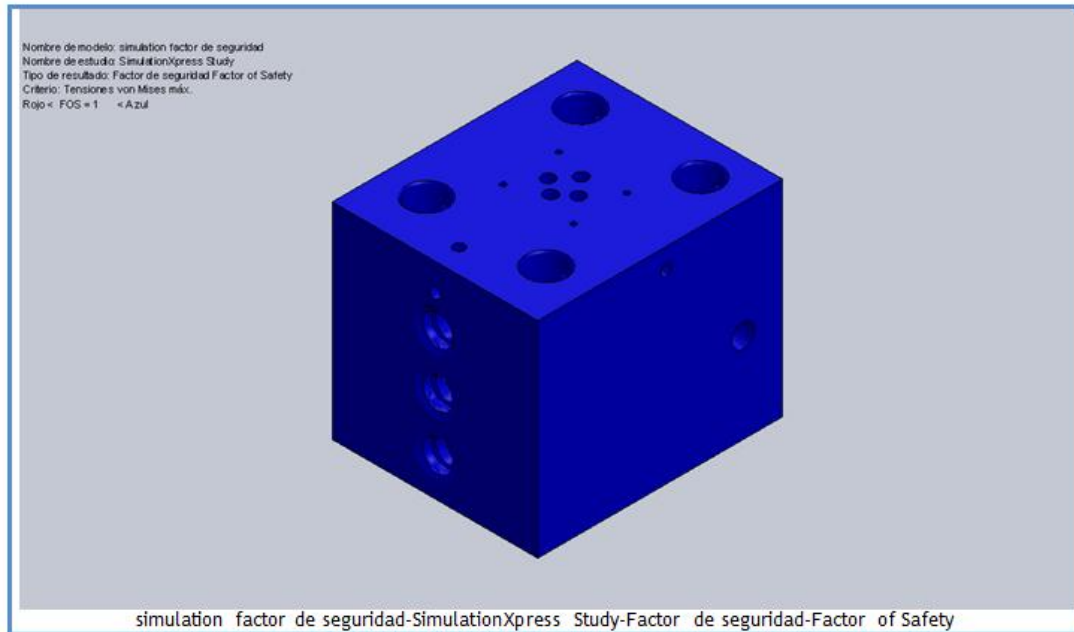 Nombre de modelo: simulation factor de seguridad
Nombre de estudio: SimulationXpress Study
Tipo de resultado: Factor de seguridad Factor of Safety
Criterio: Tensiones von Mises máx.
Rojo < FOS = 1 < Azul
simulation factor de seguridad-SimulationXpress Study-Factor de seguridad-Factor of Safety